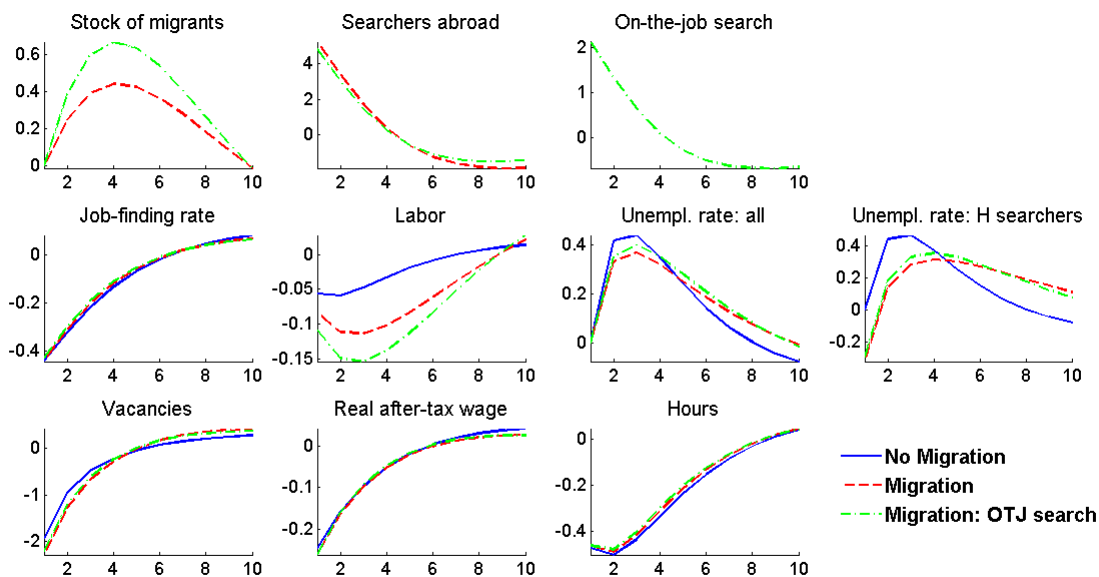 Stock of migrants
Searchers abroad
On-the-job search
0.6
0.4
0.2
0
2 4 6 8 10
4
2
0
2 4 6 8 10
2
1
0
2 4 6 8 10
Job-finding rate
Labor
Unempl. rate: all
Unempl. rate: H searchers
0
-0.2
-0.4
2 4 6 8 10
0
-0.05
-0.1
-0.15
2 4 6 8 10
0.4
0.2
0
2 4 6 8 10
0.4
0.2
0
-0.2
2 4 6 8 10
Vacancies
Real after-tax wage
Hours
0
-1
-2
2 4 6 8 10
0
-0.1
-0.2
2 4 6 8 10
0
-0.2
-0.4
2 4 6 8 10
No Migration
Migration
Migration: OTJ search